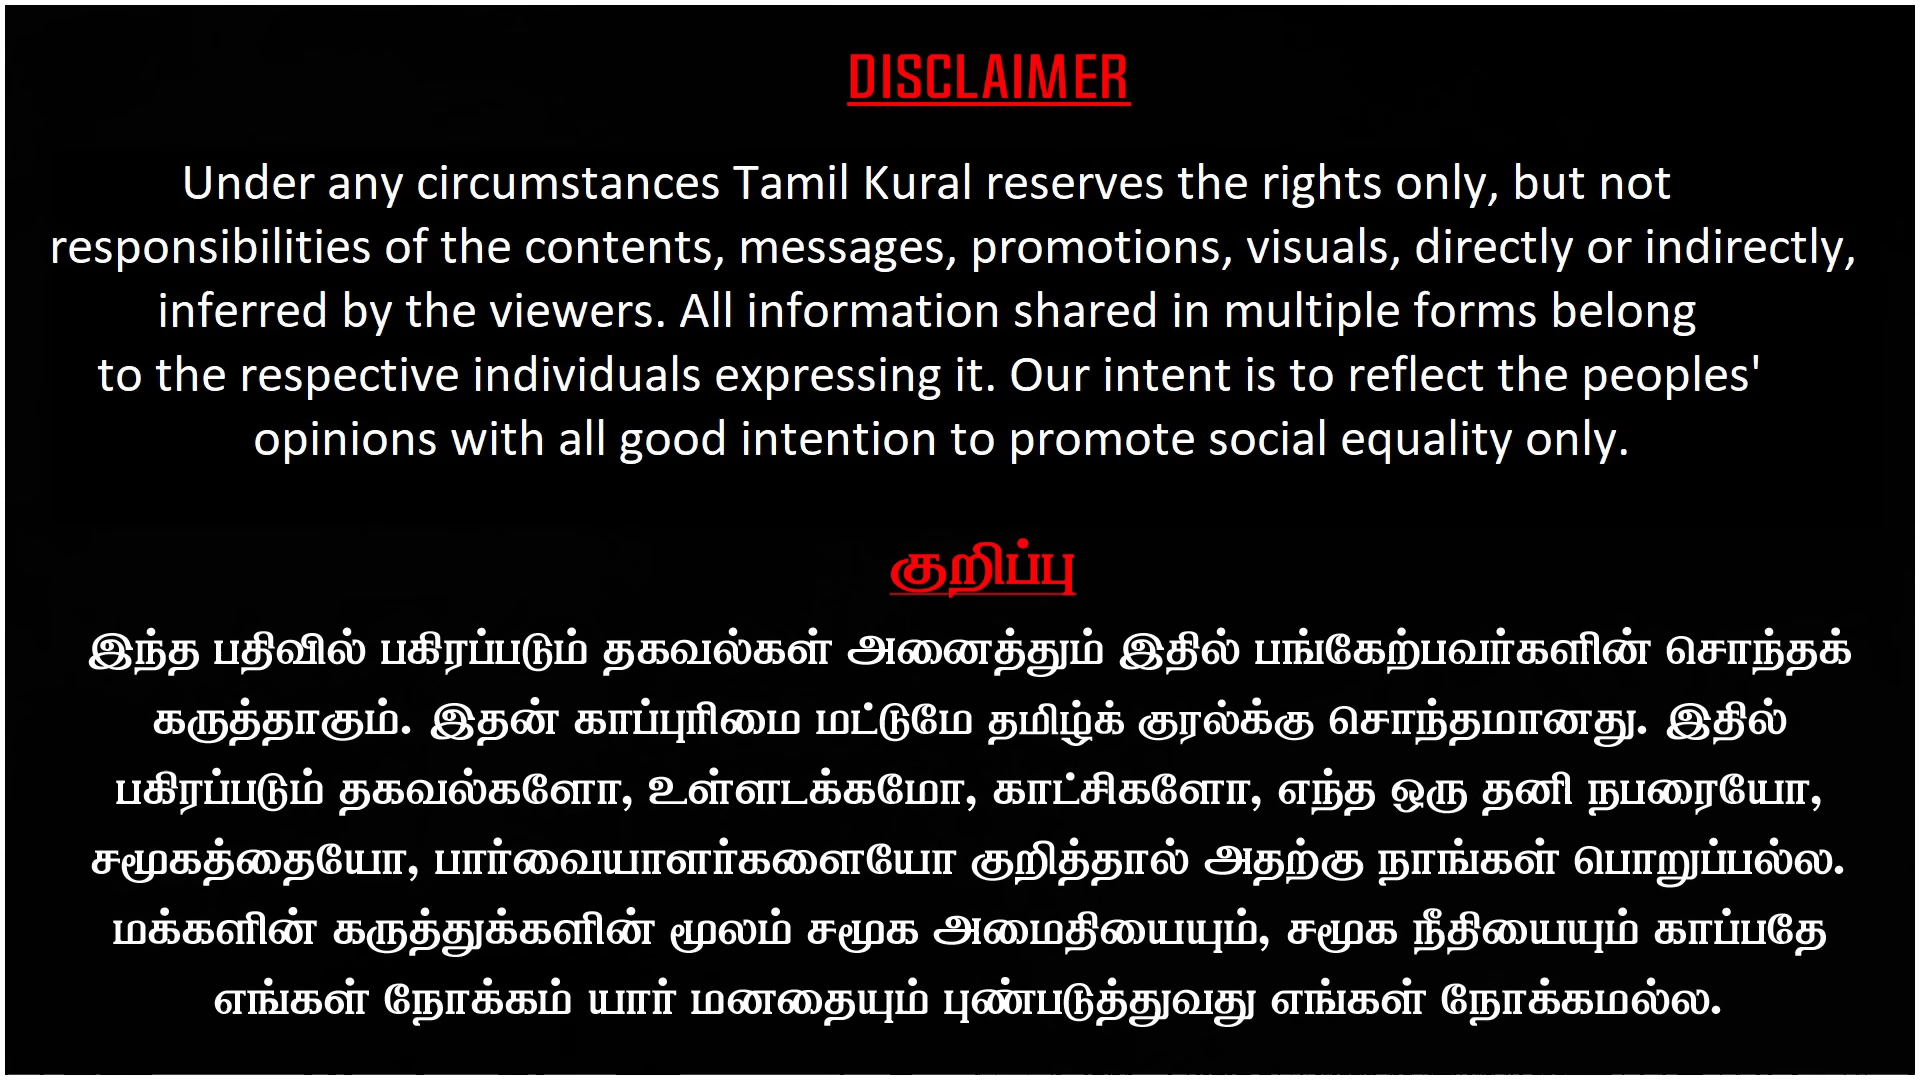 DISCLAIMER
Under any circumstances Tamil Kural reserves the rights only, but not
responsibilities of the contents, messages, promotions, visuals, directly or indirectly,
inferred by the viewers. All information shared in multiple forms belong
to the respective individuals expressing it. Our intent is to reflect the peoples'
opinions with all good intention to promote social equality only.
குறிப்பு
இந்த பதிவில் பகிரப்படும் தகவல்கள் அனைத்தும் இதில் பங்கேற்பவர்களின் சொந்தக்
கருத்தாகும். இதன் காப்புரிமை மட்டுமே தமிழ்க் குரல்க்கு சொந்தமானது. இதில்
பகிரப்படும் தகவல்களோ, உள்ளடக்கமோ, காட்சிகளோ, எந்த ஒரு தனி நபரையோ,
சமூகத்தையோ, பார்வையாளர்களையோ குறித்தால் அதற்கு நாங்கள் பொறுப்பல்ல.
மக்களின் கருத்துக்களின் மூலம் சமூக அமைதியையும், சமூக நீதியையும் காப்பதே
எங்கள் நோக்கம் யார் மனதையும் புண்படுத்துவது எங்கள் நோக்கமல்ல.